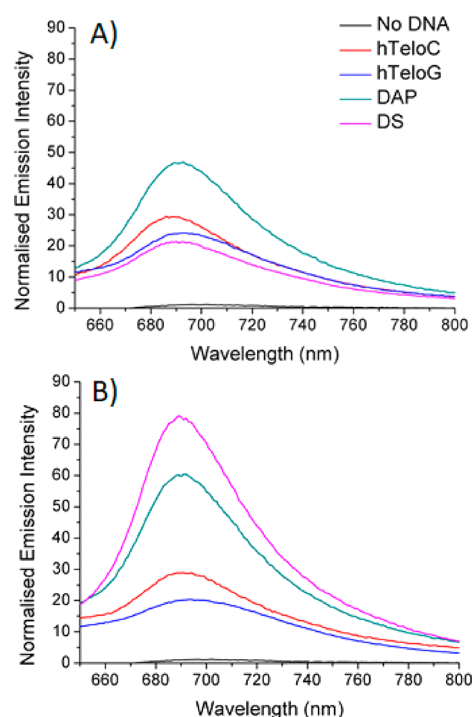 A)
No DNA
hTeloC
hTeloG
DAP
DS
Normalised Emission Intensity
90
80
70
60
50
40
30
20
10
0
660 680 700 720 740 760 780 800
Wavelength (nm)
B)
Normalised Emission Intensity
90
80
70
60
50
40
30
20
10
0
660 680 700 720 740 760 780 800
Wavelength (nm)